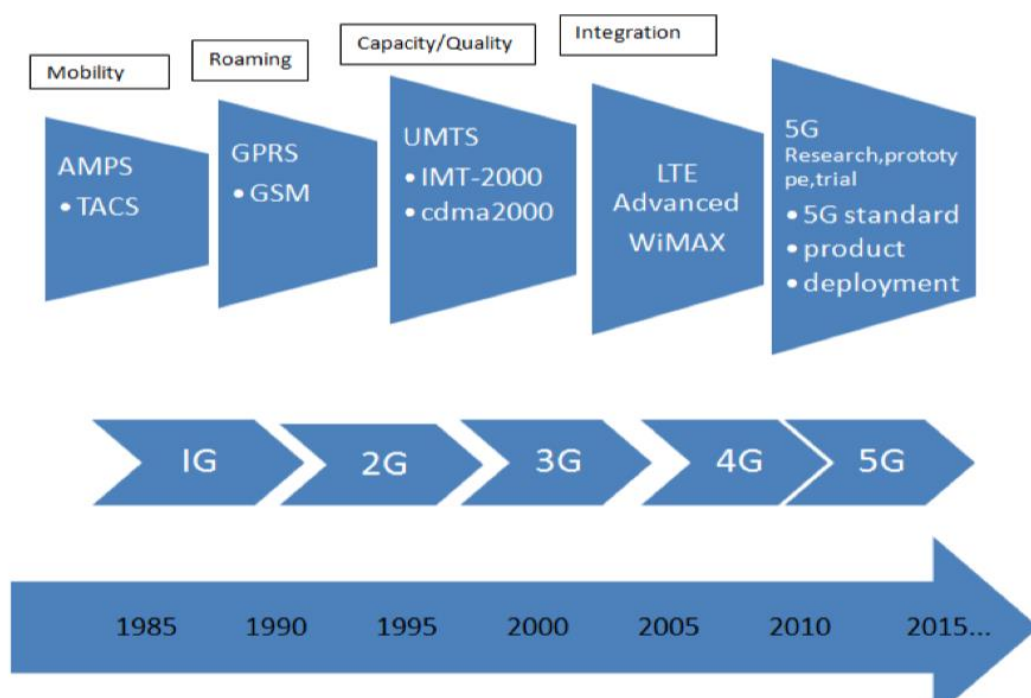 Mobility
Roaming
Capacity/Quality
Integration
AMPS
• TACS
GPRS
• GSM
UMTS
• IMT-2000
• cdma2000
LTE
Advanced
WiMAX
5G
Research,prototy
pe,trial
• 5G standard
• product
• deployment
IG
2G
3G
4G
5G
1985 1990 1995 2000 2005 2010 2015...